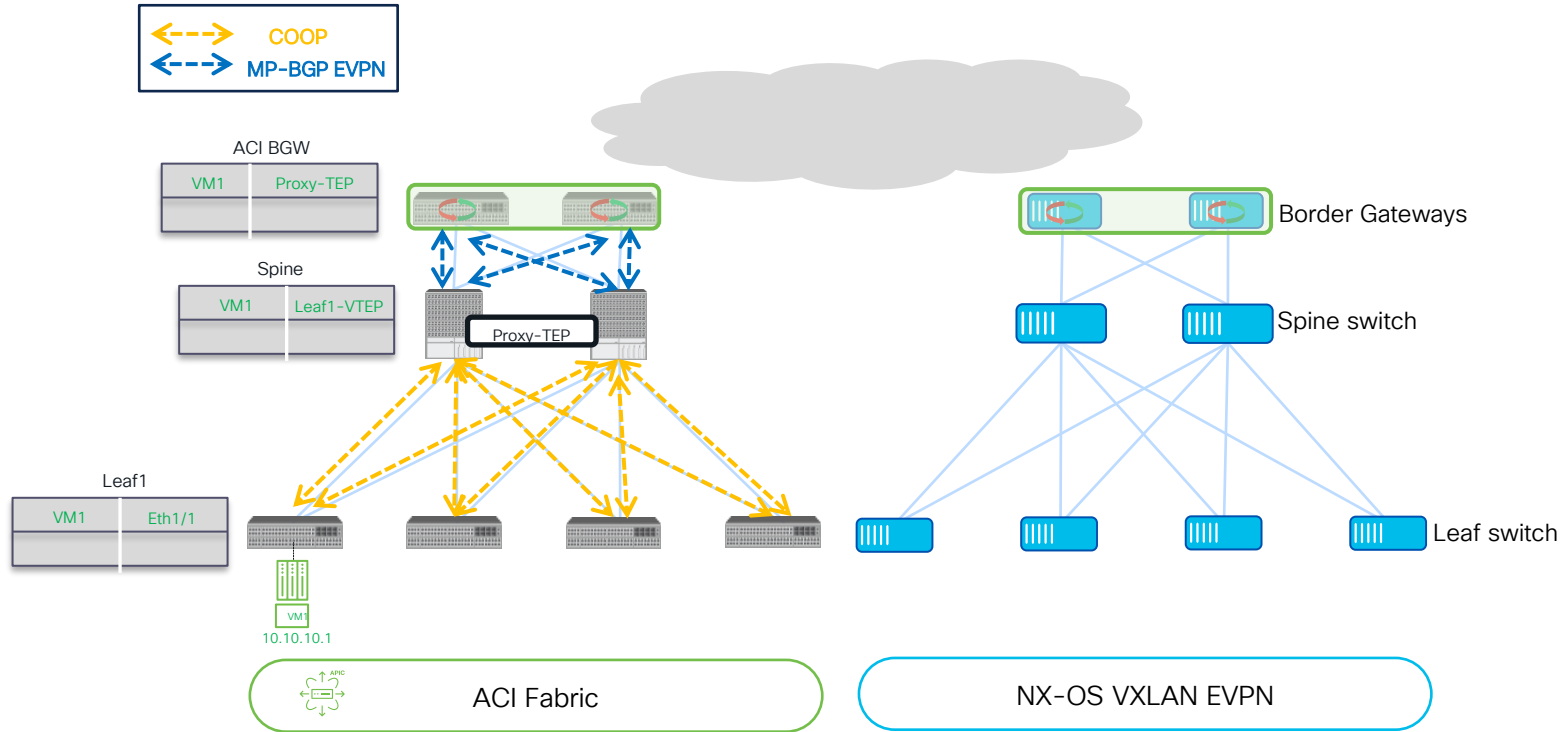 COOP
MP-BGP EVPN
ACI BGW
VM1 Proxy-TEP
Spine
VM1 Leaf1-VTEP
Proxy-TEP
Leaf1
VM1 Eth1/1
VM1
10.10.10.1
Border Gateways
Spine switch
Leaf switch
APIC
ACI Fabric
NX-OS VXLAN EVPN